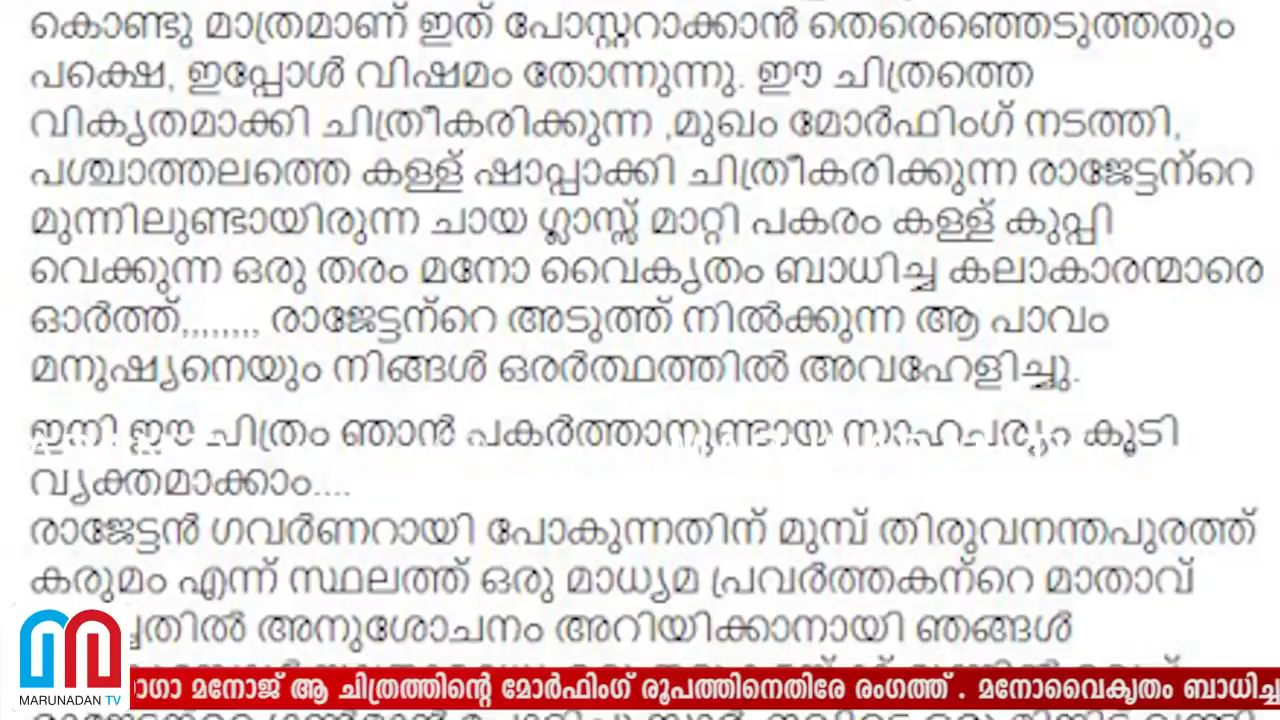 കൊണ്ടു മാത്രമാണ് ഇത് പോസ്റ്ററാക്കാൻ തെരെഞ്ഞെടുത്തതും
പക്ഷെ, ഇപ്പോൾ വിഷമം തോന്നുന്നു. ഈ ചിത്രത്തെ
വികൃതമാക്കി ചിത്രീകരിക്കുന്ന ,മുഖം മോർഫിംഗ് നടത്തി,
പശ്ചാത്തലത്തെ കള്ള് ഷാപ്പാക്കി ചിത്രീകരിക്കുന്ന രാജേട്ടന്റെ
മുന്നിലുണ്ടായിരുന്ന ചായ ഗ്ലാസ്സ് മാറ്റി പകരം കള്ള് കുപ്പി
വെക്കുന്ന ഒരു തരം മനോ വൈകൃതം ബാധിച്ച കലാകാരന്മാരെ
ഓർത്ത്,,,,,,,, രാജേട്ടന്റെ അടുത്ത് നിൽക്കുന്ന ആ പാവം
മനുഷ്യനെയും നിങ്ങൾ ഒരർത്ഥത്തിൽ അവഹേളിച്ചു.
ഇനി ഈ ചിത്രം ഞാൻ പകർത്താനുണ്ടായ സാഹചര്യം കൂടി
വ്യക്തമാക്കാം....
രാജേട്ടൻ ഗവർണറായി പോകുന്നതിന് മുമ്പ് തിരുവനന്തപുരത്ത്
കരുമം എന്ന് സ്ഥലത്ത് ഒരു മാധ്യമ പ്രവർത്തകന്റെ മാതാവ്
അനുശോചനം അറിയിക്കാനായി ഞങ്ങൾ
MARUNADAN TV
മനോജ് ആ ചിത്രത്തിന്റെ മോർഫിംഗ് രൂപത്തിനെതിരേ രംഗത്ത് . മനോവൈകൃതം ബാധിച്ച